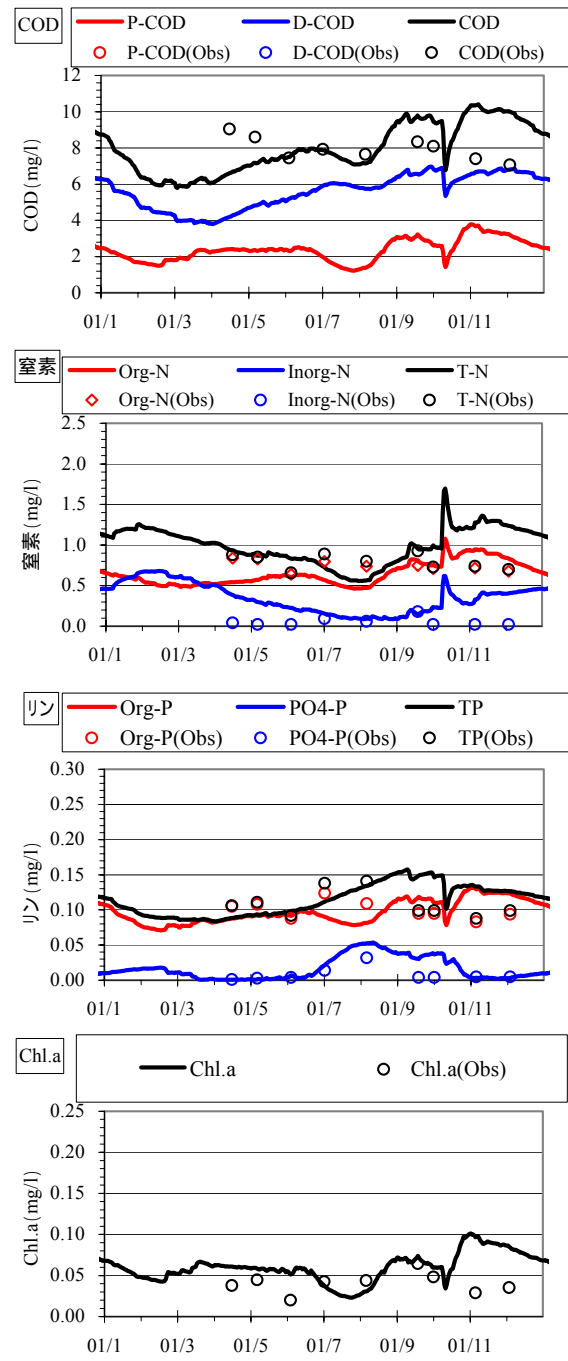 COD
P-COD D-COD COD
P-COD(Obs) D-COD(Obs) COD(Obs)
12
10
8
6
4
2
0
COD (mg/l)
01/1 01/3 01/5 01/7 01/9 01/11
窒素
Org-N Inorg-N T-N
Org-N(Obs) Inorg-N(Obs) T-N(Obs)
2.5
2.0
1.5
1.0
0.5
0.0
窒素 (mg/l)
01/1 01/3 01/5 01/7 01/9 01/11
リン
Org-P PO4-P TP
Org-P(Obs) PO4-P(Obs) TP(Obs)
0.30
0.25
0.20
0.15
0.10
0.05
0.00
リン (mg/l)
01/1 01/3 01/5 01/7 01/9 01/11
Chl.a
Chl.a Chl.a(Obs)
0.25
0.20
0.15
0.10
0.05
0.00
Chl.a (mg/l)
01/1 01/3 01/5 01/7 01/9 01/11